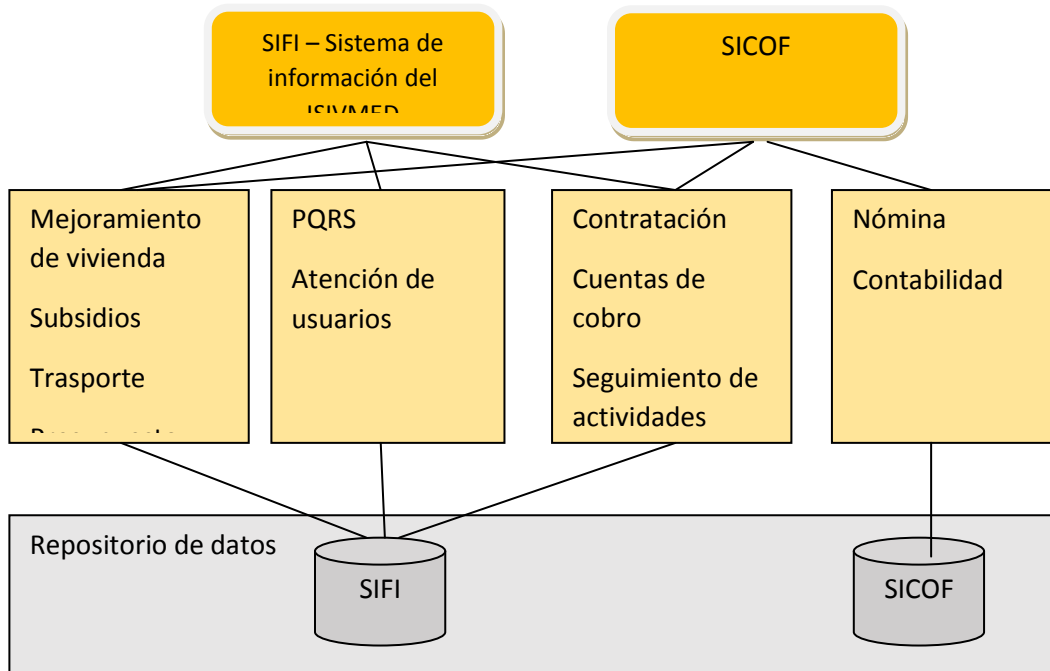 SIFI – Sistema de
información del
ISIVMED
SICOF
Mejoramiento
de vivienda
Subsidios
Trasporte
PQRS
Atención de
usuarios
Contratación
Cuentas de
cobro
Seguimiento de
actividades
Nómina
Contabilidad
Repositorio de datos
SIFI
SICOF